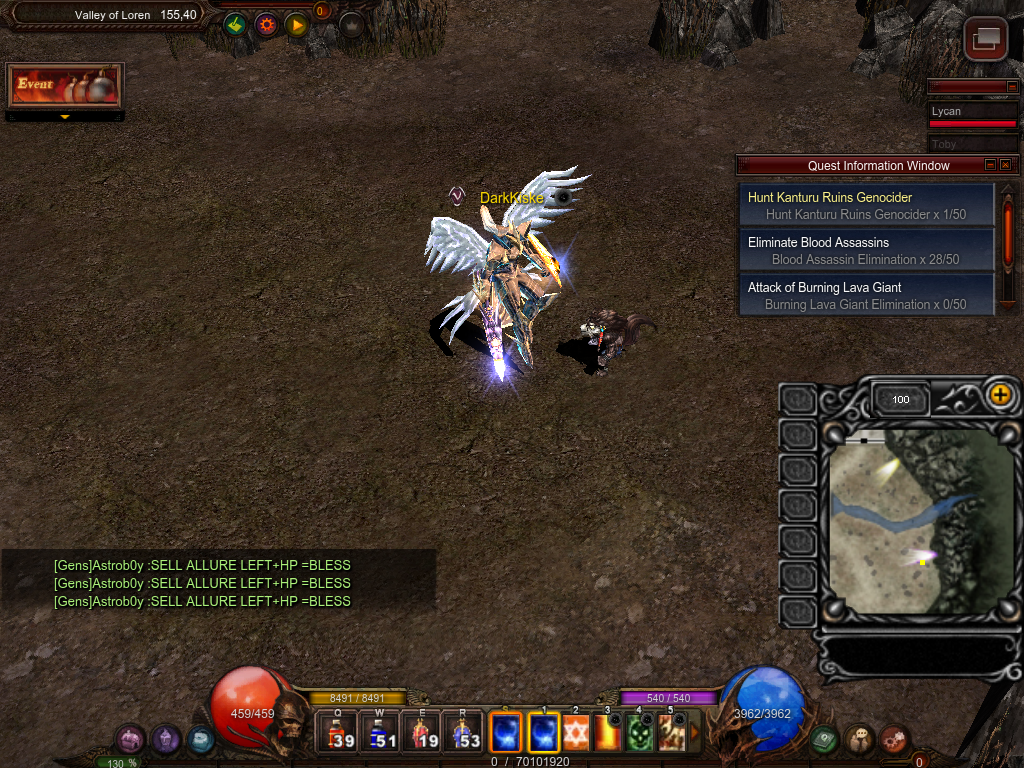 Valley of Loren 155,40
0
Event
Lycan
Toby
Quest Information Window
Hunt Kanturu Ruins Genocider
Hunt Kanturu Ruins Genocider x 1/50
Eliminate Blood Assassins
Blood Assassin Elimination x 28/50
Attack of Burning Lava Giant
Burning Lava Giant Elimination x 0/50
DarkKiske
100
[Gens]Astrob0y :SELL ALLURE LEFT+HP =BLESS
[Gens]Astrob0y :SELL ALLURE LEFT+HP =BLESS
[Gens]Astrob0y :SELL ALLURE LEFT+HP =BLESS
8491 / 8491
540 / 540
459/459
3962/3962
Q W E R S 1 2 3 4 5
39 51 19 53
130 %
0 / 70101920
0